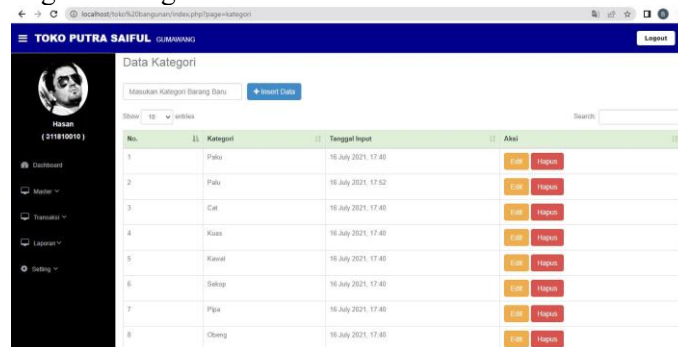 localhost/toko%20bangunan/index.php?page=kategori
TOKO PUTRA SAIFUL GUMAWANG
Logout
Data Kategori
Masukan Kategori Barang Baru
+ Insert Data
Show 10 entries
Search:
Hasan
( 311810010 )
Dashboard
Master
Transaksi
Laporan
Setting
No. Kategori Tanggal Input Aksi
1 Paku 16 July 2021, 17:40 Edit Hapus
2 Palu 16 July 2021, 17:52 Edit Hapus
3 Cat 16 July 2021, 17:40 Edit Hapus
4 Kuas 16 July 2021, 17:40 Edit Hapus
5 Kawat 16 July 2021, 17:40 Edit Hapus
6 Sekop 16 July 2021, 17:40 Edit Hapus
7 Pipa 16 July 2021, 17:40 Edit Hapus
8 Obeng 16 July 2021, 17:40 Edit Hapus